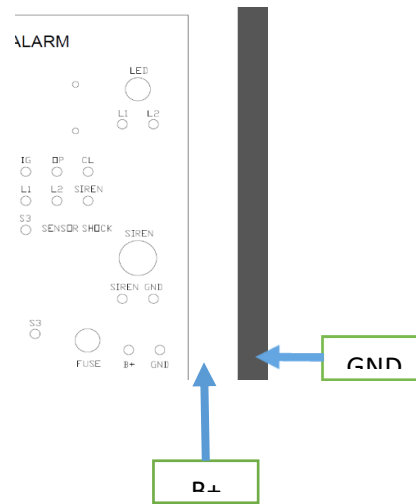 ALARM
LED
L1 L2
IG OP CL
L1 L2 SIREN
S3
SENSOR SHOCK
SIREN
SIREN GND
S3
FUSE B+ GND
GND
B+